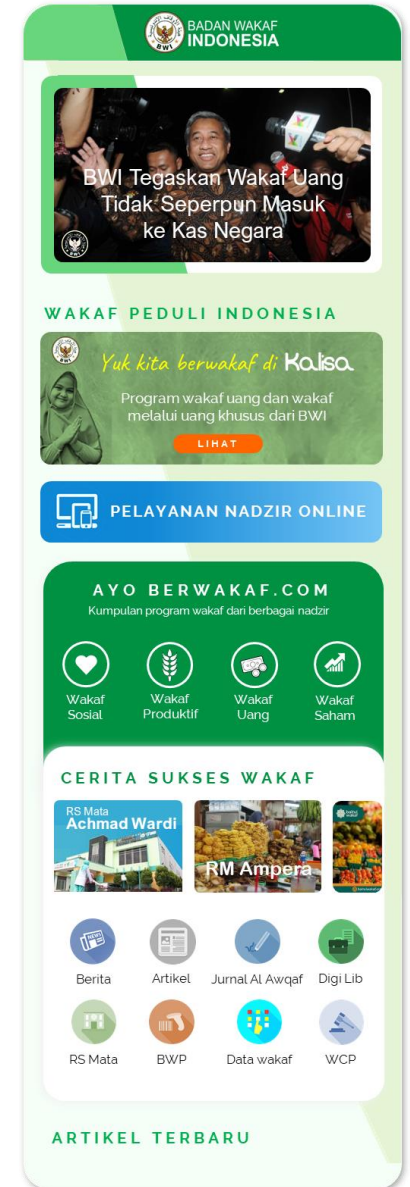 BADAN WAKAF
INDONESIA
BWI
BWI Tegaskan Wakaf Uang
Tidak Seperpun Masuk
ke Kas Negara
WAKAF PEDULI INDONESIA
Yuk kita berwakaf di Kalisa
Program wakaf uang dan wakaf
melalui uang khusus dari BWI
LIHAT
PELAYANAN NADZIR ONLINE
AYO BERWAKAF.COM
Kumpulan program wakaf dari berbagai nadzir
Wakaf Sosial
Wakaf Produktif
Wakaf Uang
Wakaf Saham
CERITA SUKSES WAKAF
RS Mata
Achmad Wardi
RM Ampera
NEWS
Berita
Artikel
Jurnal Al Awqaf
Digi Lib
RS Mata
BWP
Data wakaf
WCP
ARTIKEL TERBARU